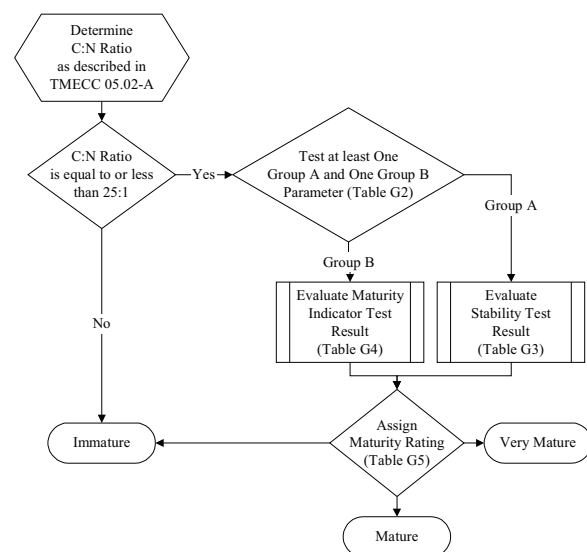 Determine
C:N Ratio
as described in
TMECC 05.02-A
C:N Ratio
is equal to or less
than 25:1
Yes
Test at least One
Group A and One Group B
Parameter (Table G2)
Group A
Group B
No
Evaluate Maturity
Indicator Test
Result
(Table G4)
Evaluate
Stability Test
Result
(Table G3)
Immature
Assign
Maturity Rating
(Table G5)
Very Mature
Mature